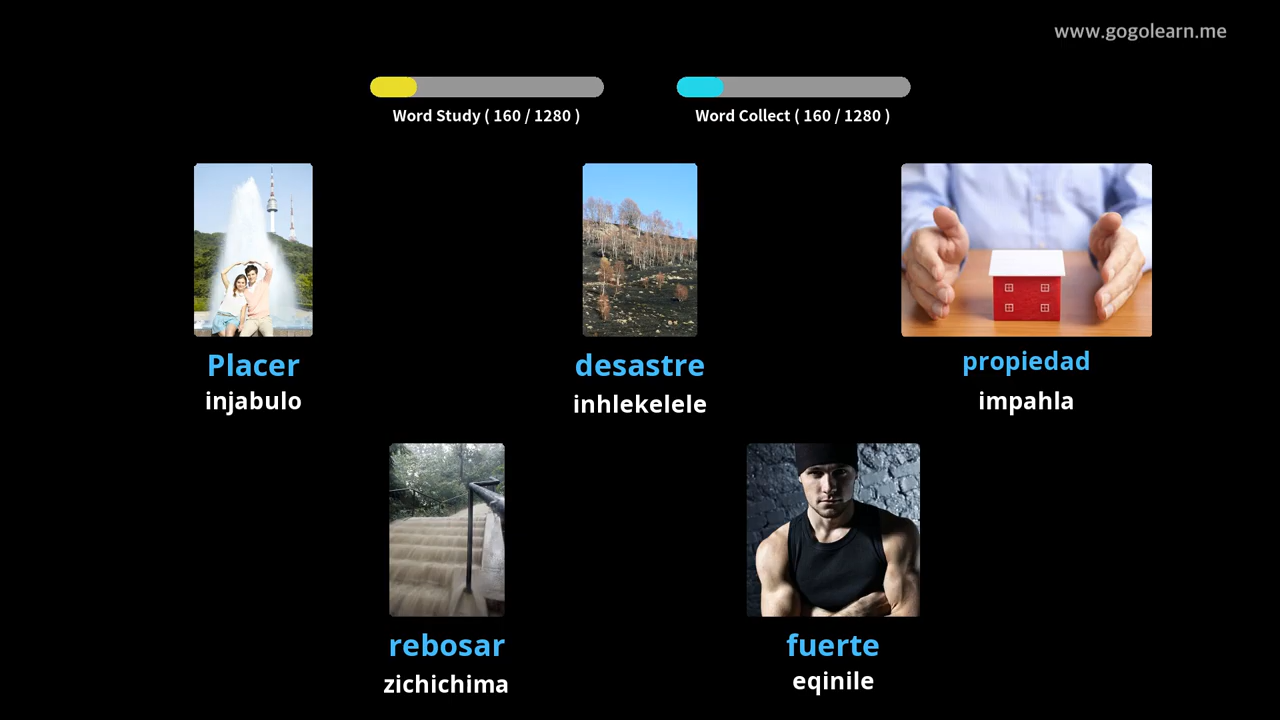 www.gogolearn.me
Word Study ( 160 / 1280 )
Word Collect ( 160 / 1280 )
Placer
injabulo
desastre
inhlekelele
propiedad
impahla
rebosar
zichichima
fuerte
eqinile